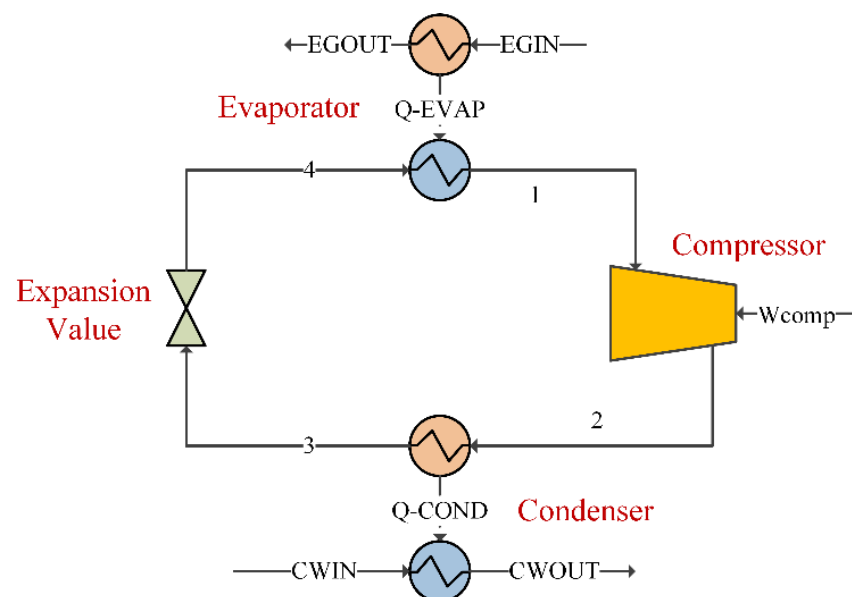 EGOUT
EGIN
Evaporator
Q-EVAP
4
1
Compressor
Expansion
Value
Wcomp
2
3
Q-COND
Condenser
CWIN
CWOUT